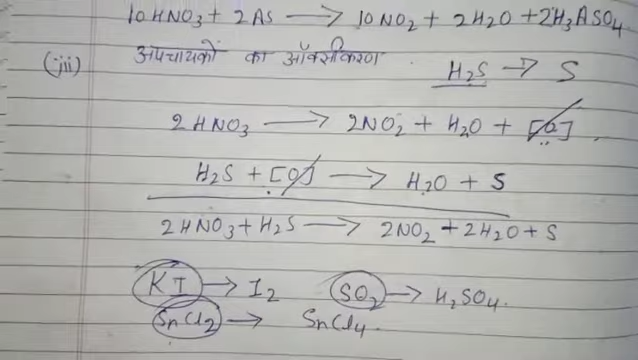 10HNO3 + 2As → 10NO2 + 2H2O + 2H3ASO4
(iii) अपचायको का ऑक्सीकरण H2S → S
2HNO3 → 2NO2 + H2O + [O]
H2S + [O] → H2O + S
2HNO3 + H2S → 2NO2 + 2H2O + S
KI → I2 SO2 → H2SO4.
SnCl2 → SnCl4.